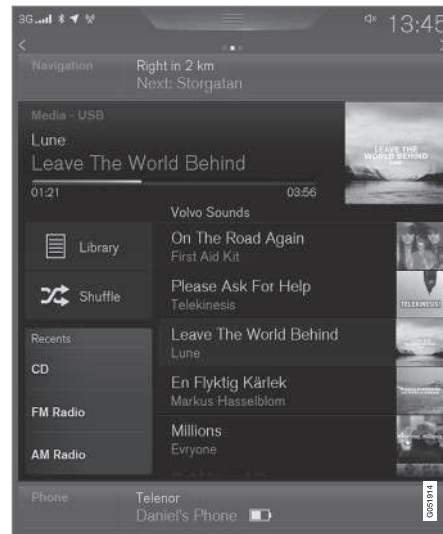 3G
13:45
Navigation
Right in 2 km
Next: Storgatan
Media - USB
Lune
Leave The World Behind
01:21
03:56
LEAVE THE
WORLD BEHIND
Volvo Sounds
Library
Shuffle
On The Road Again
First Aid Kit
Please Ask For Help
Telekinesis
TELEKINESIS!
Leave The World Behind
Lune
En Flyktig Kärlek
Markus Hasselblom
Millions
Evryone
Recents
CD
FM Radio
AM Radio
Phone
Telenor
Daniel's Phone
G051914